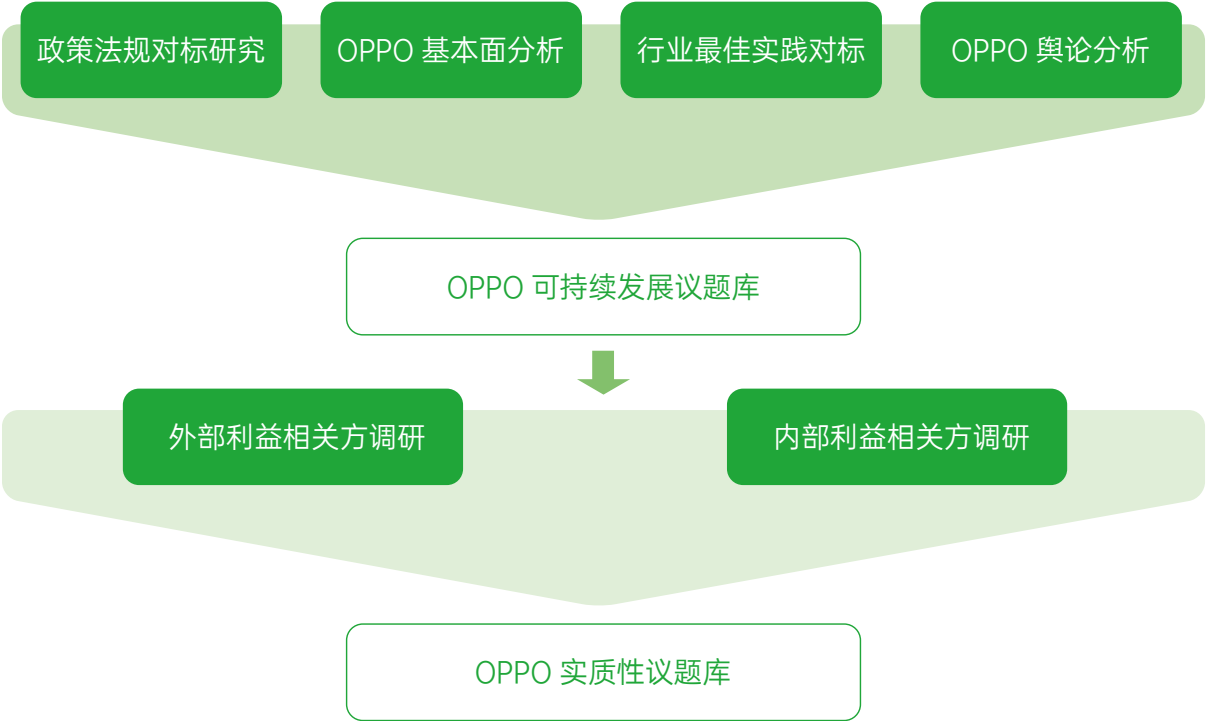 政策法规对标研究
OPPO 基本面分析
行业最佳实践对标
OPPO 舆论分析
OPPO 可持续发展议题库
外部利益相关方调研
内部利益相关方调研
OPPO 实质性议题库